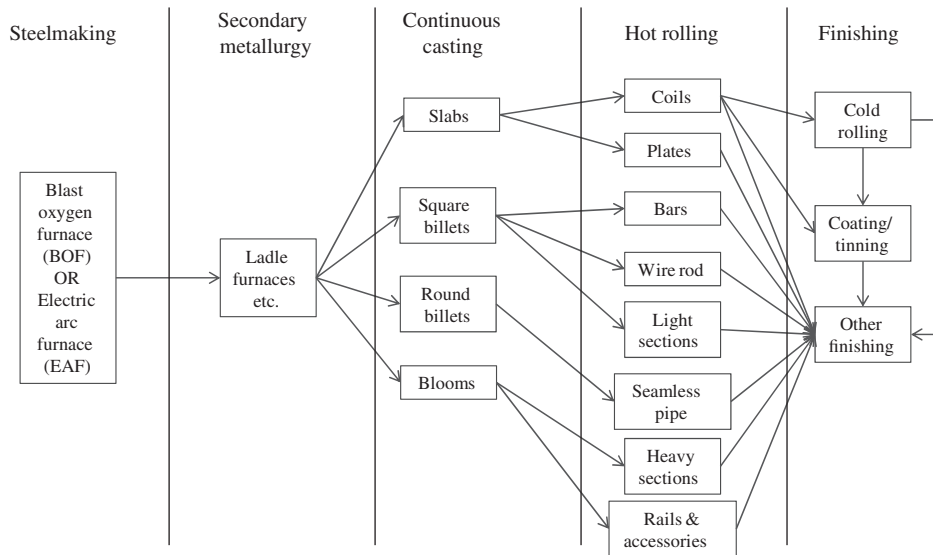 Steelmaking
Secondary
metallurgy
Continuous
casting
Hot rolling
Finishing
Blast
oxygen
furnace
(BOF)
OR
Electric
arc
furnace
(EAF)
Ladle
furnaces
etc.
Slabs
Square
billets
Round
billets
Blooms
Coils
Plates
Bars
Wire rod
Light
sections
Seamless
pipe
Heavy
sections
Rails &
accessories
Cold
rolling
Coating/
tinning
Other
finishing